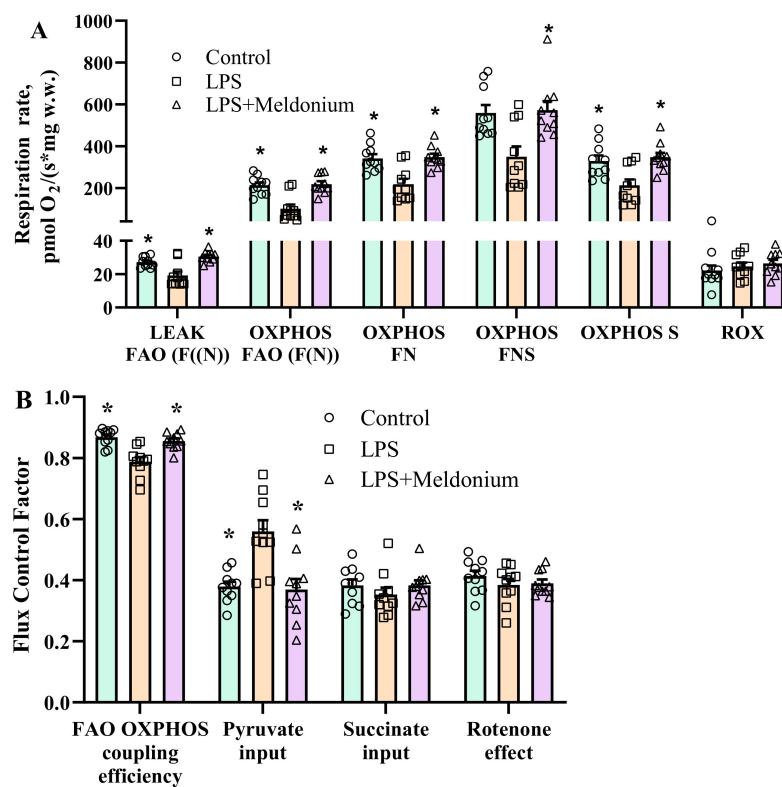 A
Respiration rate,
pmol O₂/(s*mg w.w.)
1000
800
600
400
200
40
20
0
Control
LPS
LPS+Meldonium
* * * * * * * * *
LEAK
FAO (F((N))
OXPHOS
FAO (F(N))
OXPHOS
FN
OXPHOS
FNS
OXPHOS S
ROX
B
Flux Control Factor
1.0
0.8
0.6
0.4
0.2
0.0
Control
LPS
LPS+Meldonium
* * * *
FAO OXPHOS
coupling
efficiency
Pyruvate
input
Succinate
input
Rotenone
effect